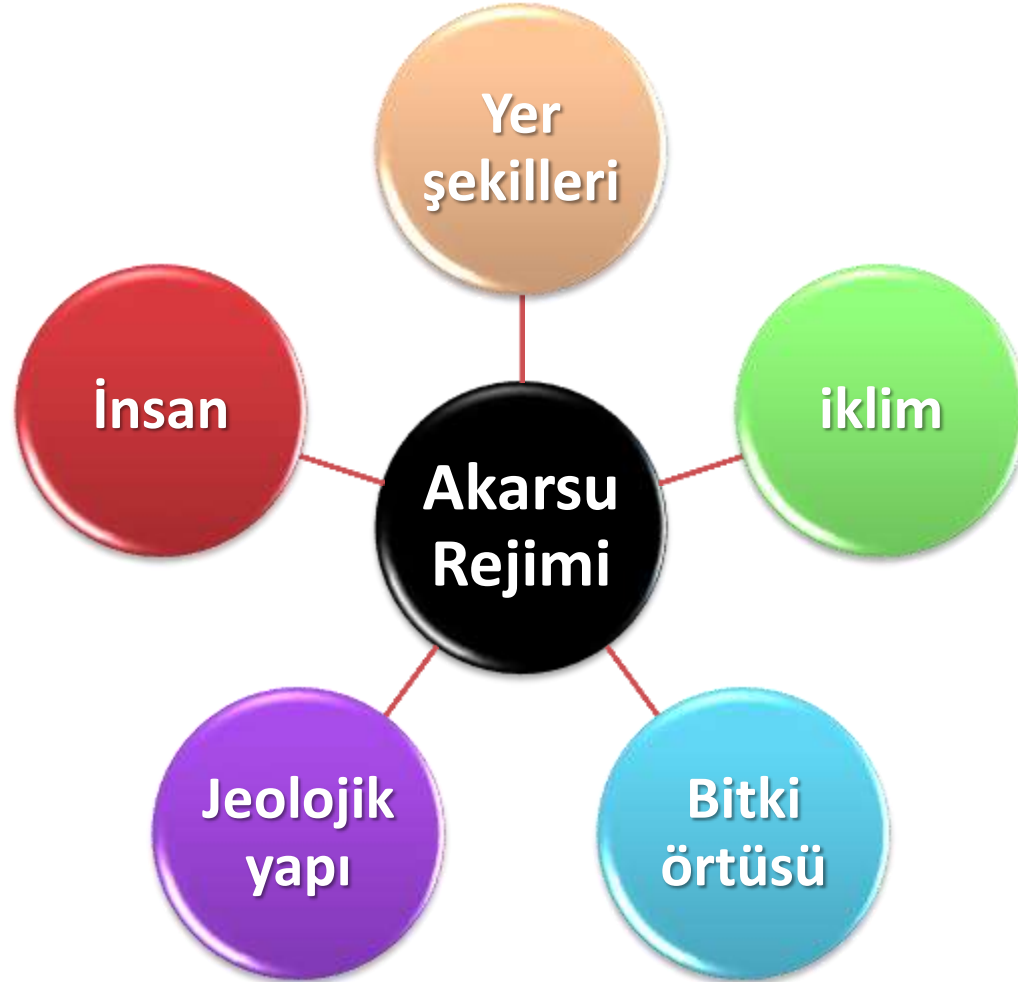 Yer
şekilleri
İnsan
iklim
Akarsu
Rejimi
Jeolojik
yapı
Bitki
örtüsü